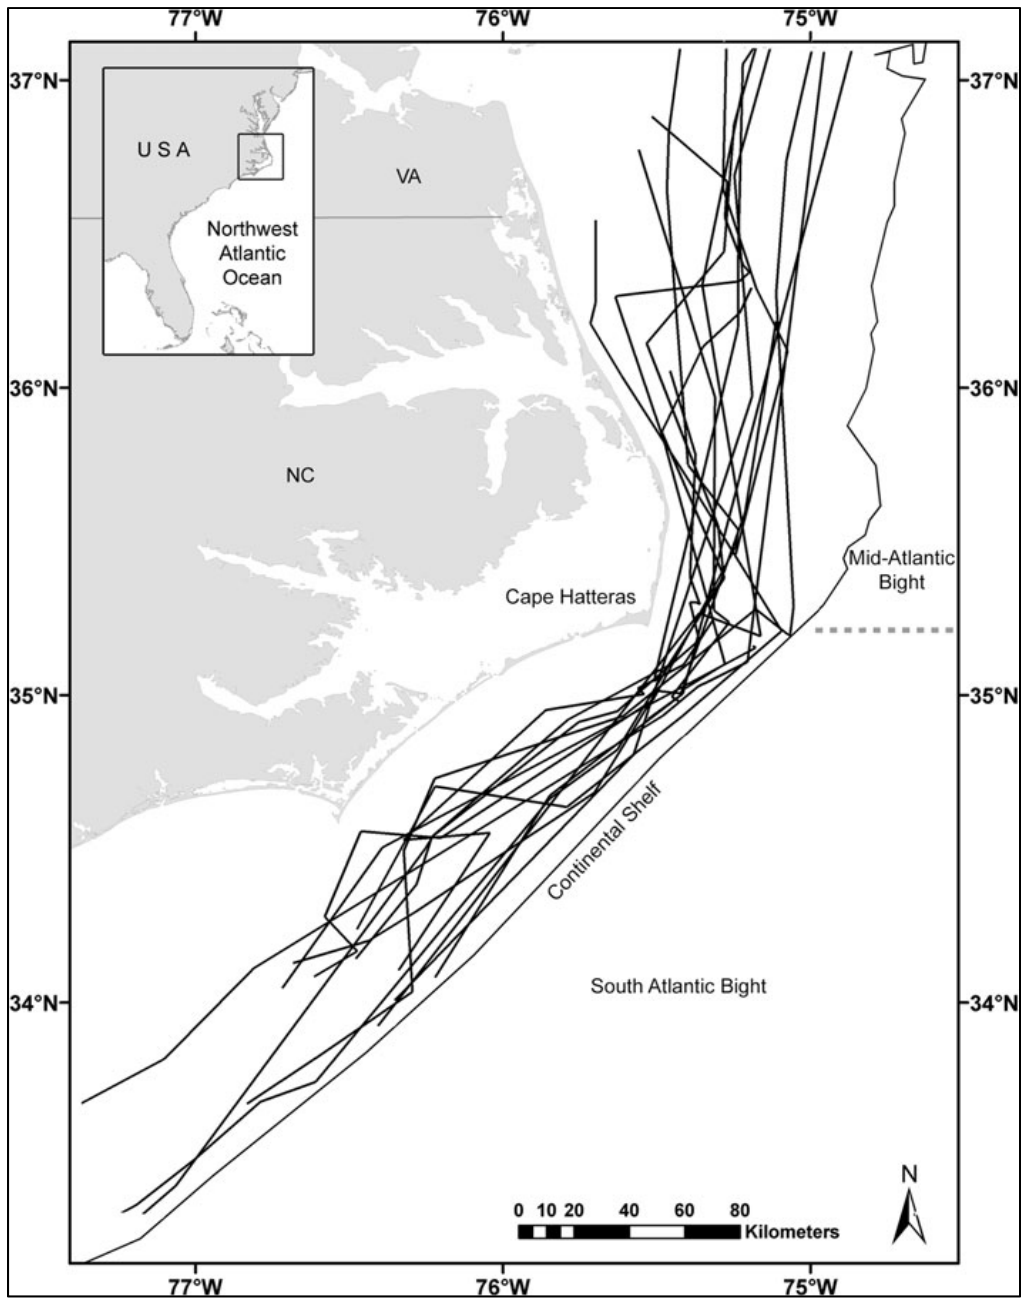 77°W 76°W 75°W
37°N 37°N
U S A
VA
Northwest
Atlantic
Ocean
36°N 36°N
NC
Mid-Atlantic
Bight
Cape Hatteras
35°N 35°N
Continental Shelf
South Atlantic Bight
34°N 34°N
N
0 10 20 40 60 80
Kilometers
77°W 76°W 75°W